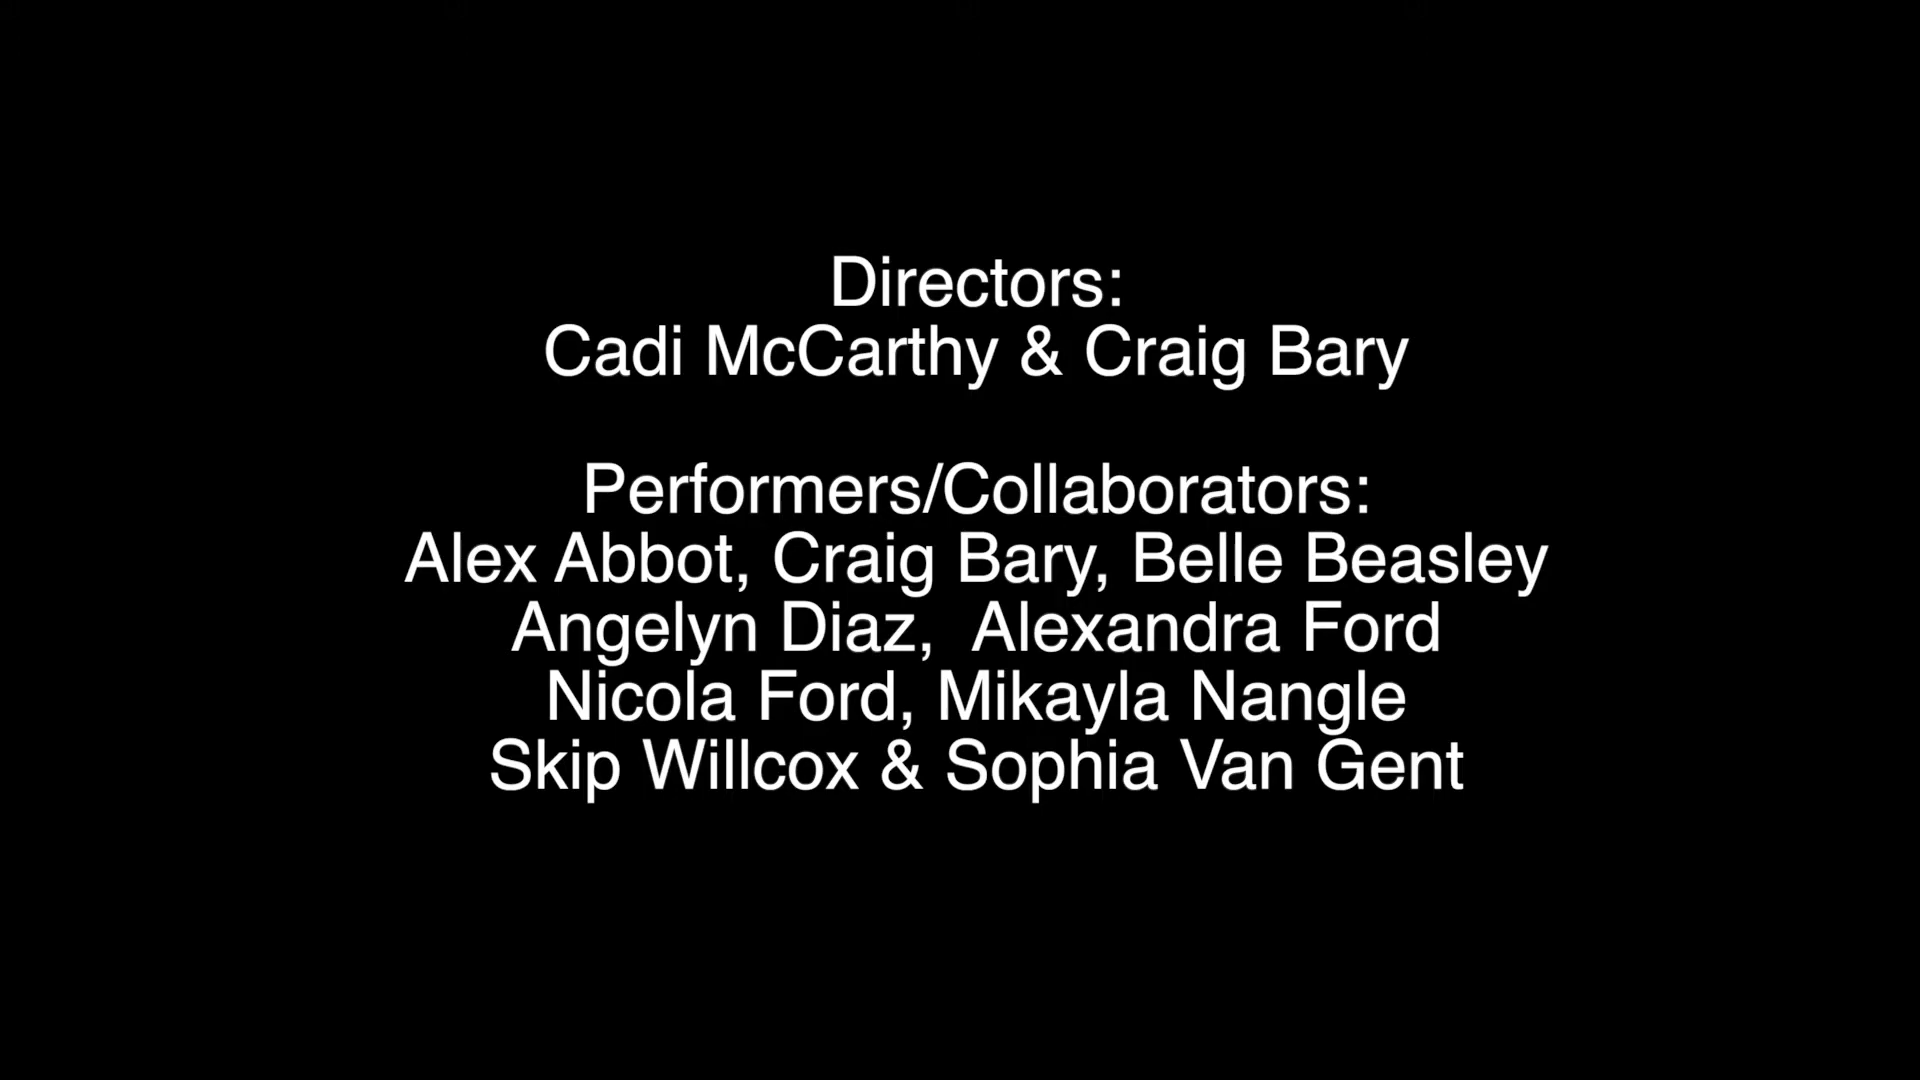 Directors:
Cadi McCarthy & Craig Bary
Performers/Collaborators:
Alex Abbot, Craig Bary, Belle Beasley
Angelyn Diaz,  Alexandra Ford
Nicola Ford, Mikayla Nangle
Skip Willcox & Sophia Van Gent